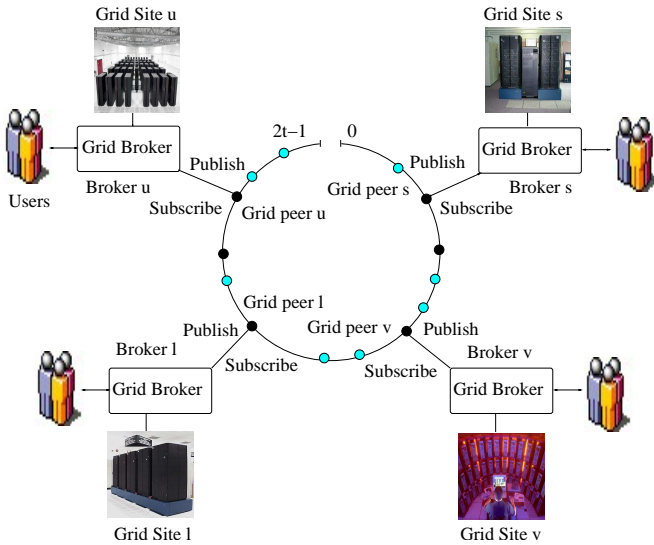 Grid Site u
Grid Site s
2t−1
0
Grid Broker
Grid Broker
Publish
Publish
Broker u
Grid peer s
Broker s
Users
Subscribe
Grid peer u
Subscribe
Grid peer l
Publish
Grid peer v
Publish
Broker l
Subscribe
Subscribe
Broker v
Grid Broker
Grid Broker
Grid Site l
Grid Site v